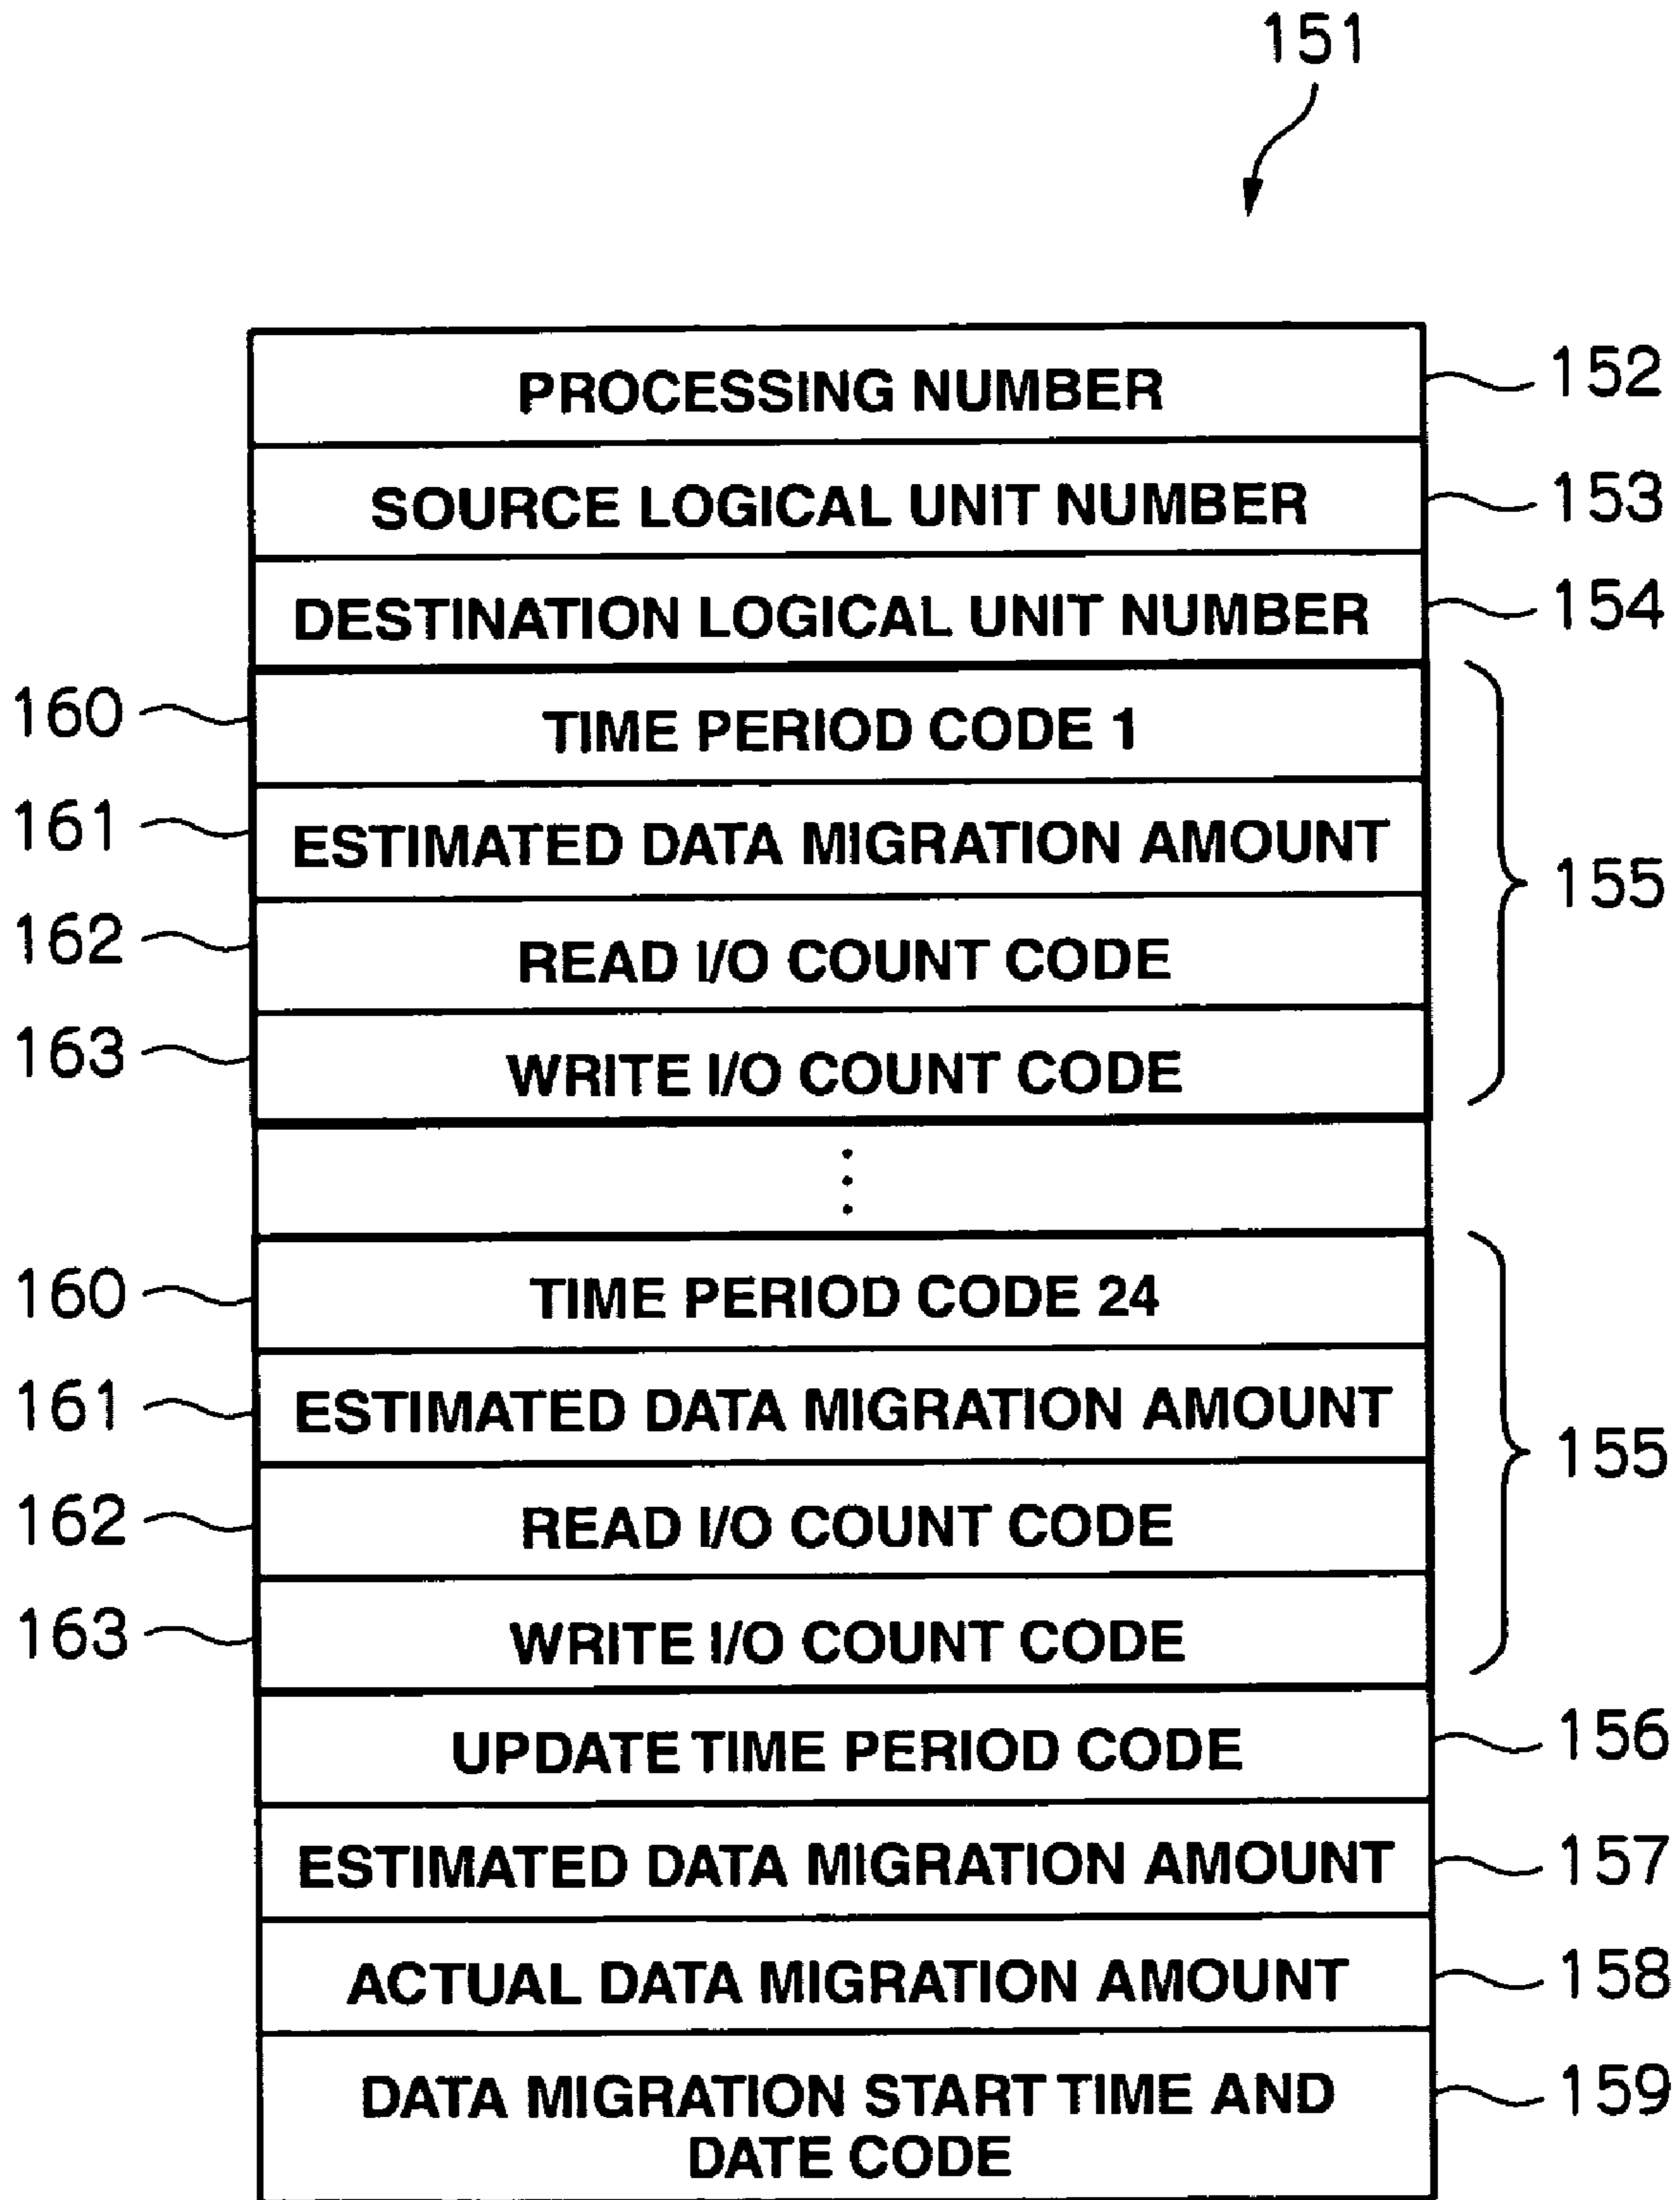 151
PROCESSING NUMBER 152
SOURCE LOGICAL UNIT NUMBER 153
DESTINATION LOGICAL UNIT NUMBER 154
160 TIME PERIOD CODE 1
161 ESTIMATED DATA MIGRATION AMOUNT
155
162 READ I/O COUNT CODE
163 WRITE I/O COUNT CODE
⋮
160 TIME PERIOD CODE 24
161 ESTIMATED DATA MIGRATION AMOUNT
155
162 READ I/O COUNT CODE
163 WRITE I/O COUNT CODE
UPDATE TIME PERIOD CODE 156
ESTIMATED DATA MIGRATION AMOUNT 157
ACTUAL DATA MIGRATION AMOUNT 158
DATA MIGRATION START TIME AND 159
DATE CODE